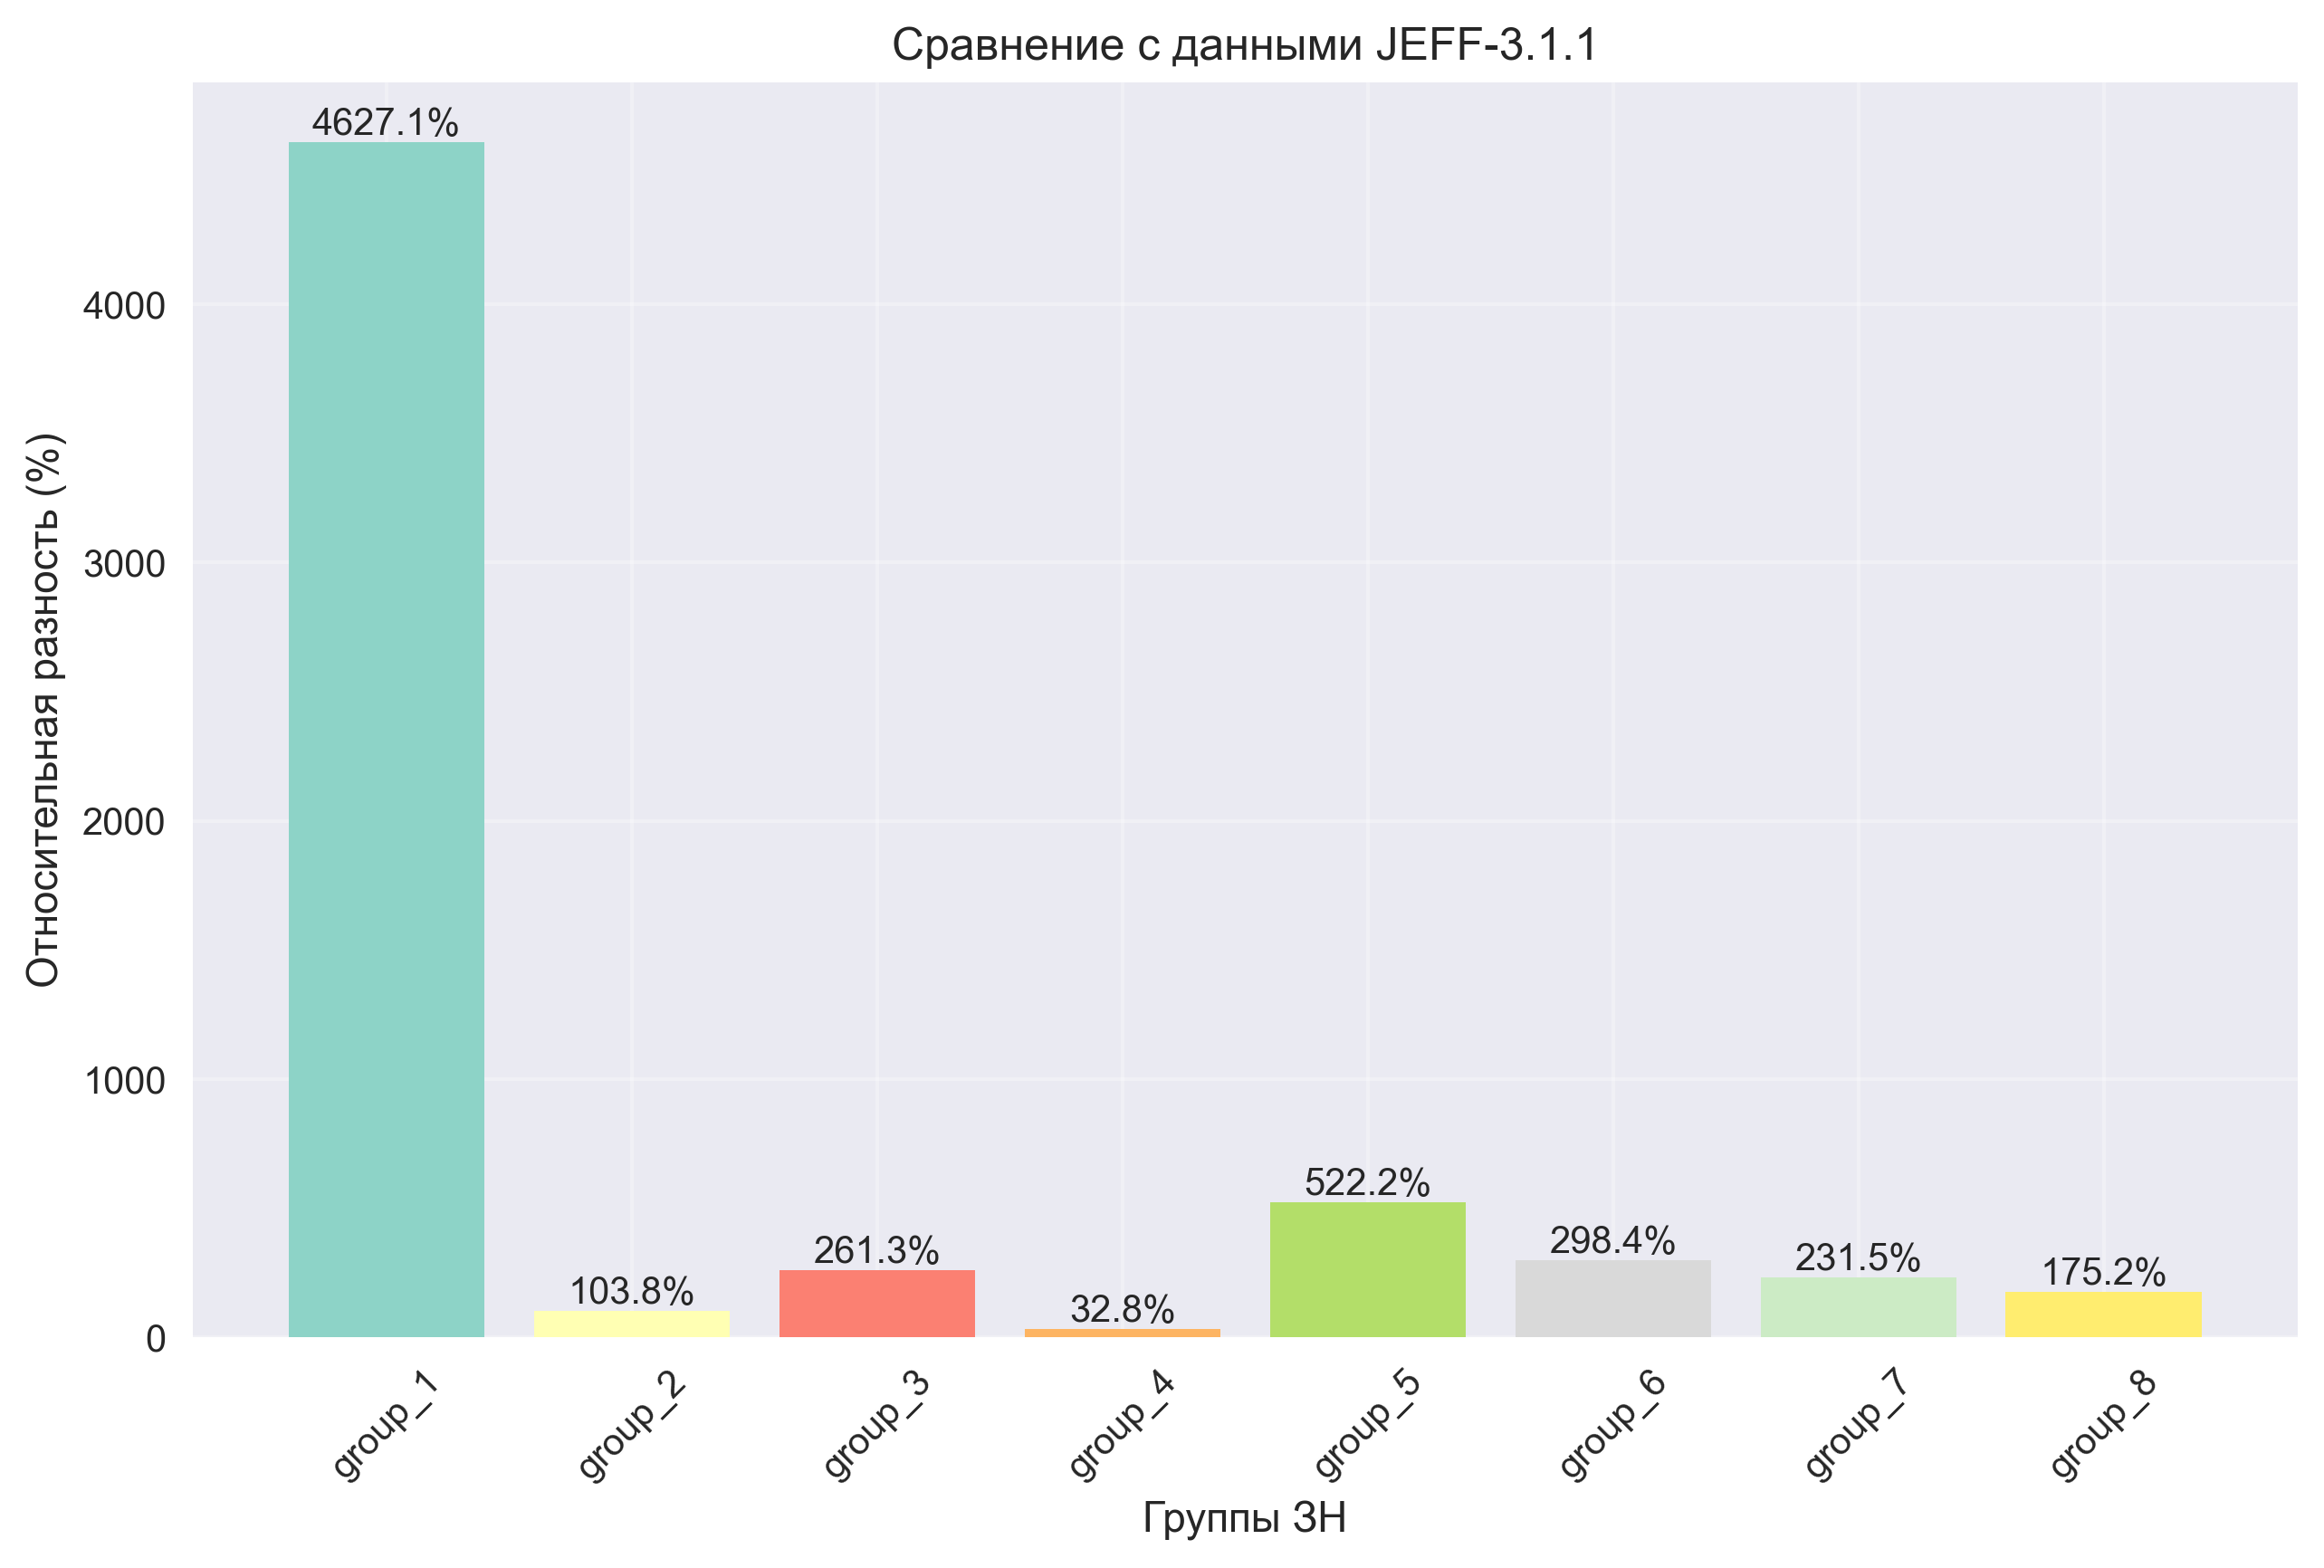 Сравнение с данными JEFF-3.1.1
Относительная разность (%)
4000
3000
2000
1000
0
4627.1%
103.8%
261.3%
32.8%
522.2%
298.4%
231.5%
175.2%
group_1
group_2
group_3
group_4
group_5
group_6
group_7
group_8
Группы ЗН